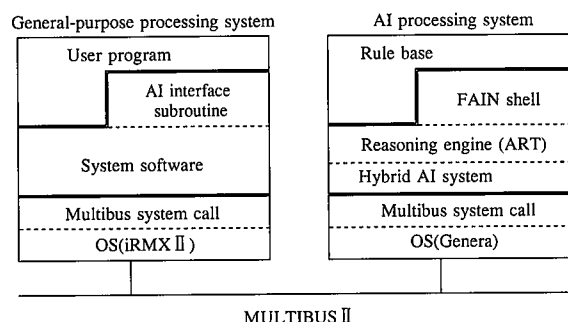 General-purpose processing system
User program
AI interface
subroutine
System software
Multibus system call
OS(iRMX Ⅱ)
AI processing system
Rule base
FAIN shell
Reasoning engine (ART)
Hybrid AI system
Multibus system call
OS(Genera)
MULTIBUS Ⅱ